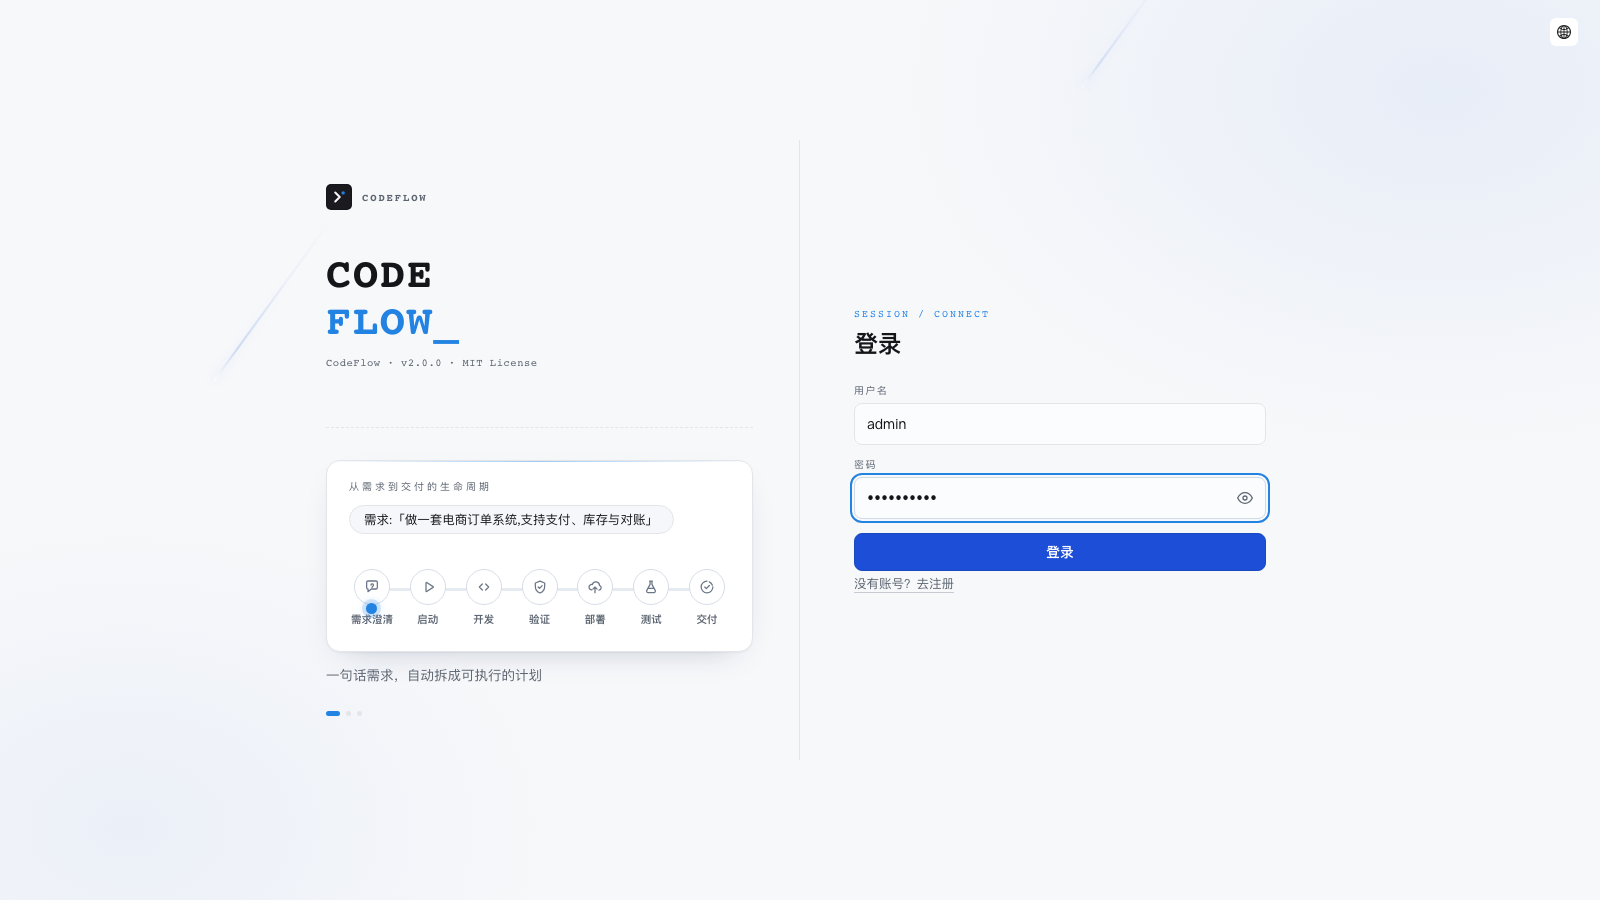 CODEFLOW
CODE
FLOW_
CodeFlow · v2.0.0 · MIT License
从需求到交付的生命周期
需求:「做一套电商订单系统,支持支付、库存与对账」
需求澄清 启动 开发 验证 部署 测试 交付
一句话需求，自动拆成可执行的计划
SESSION / CONNECT
登录
用户名
admin
密码
••••••••••
登录
没有账号？去注册